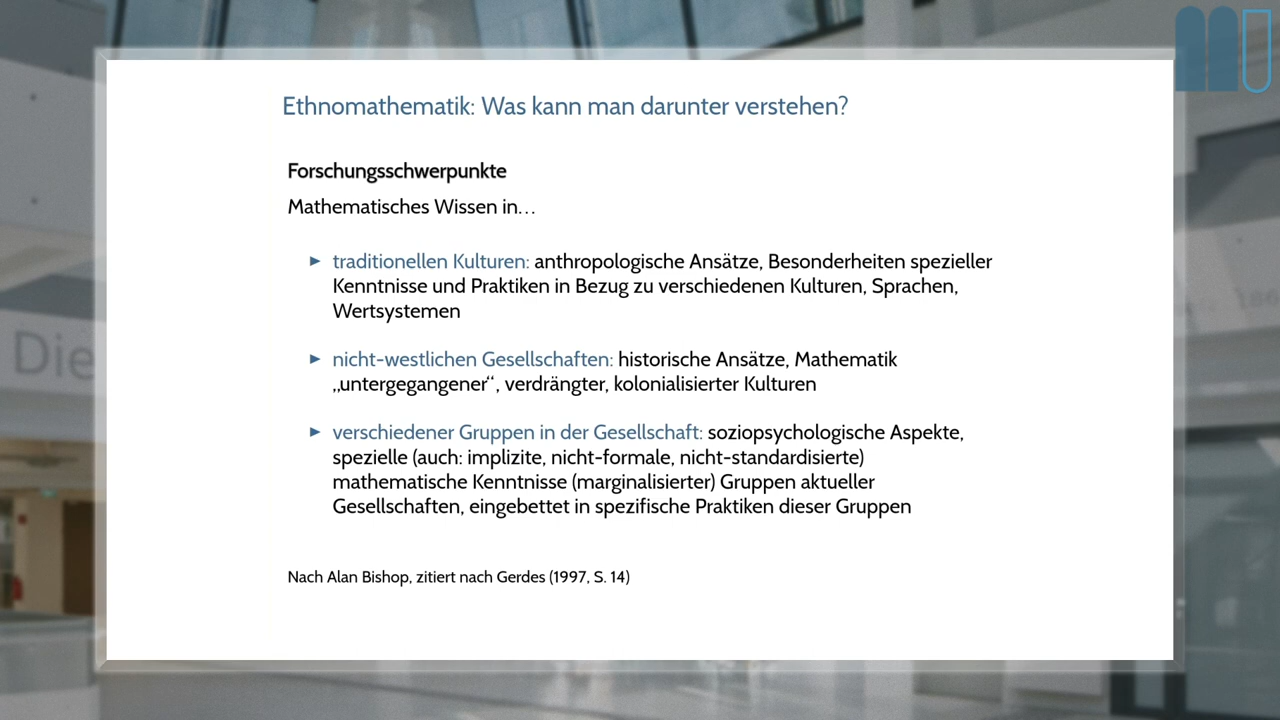 Ethnomathematik: Was kann man darunter verstehen?
Forschungsschwerpunkte
Mathematisches Wissen in…
► traditionellen Kulturen: anthropologische Ansätze, Besonderheiten spezieller
Kenntnisse und Praktiken in Bezug zu verschiedenen Kulturen, Sprachen,
Wertsystemen
► nicht-westlichen Gesellschaften: historische Ansätze, Mathematik
„untergegangener“, verdrängter, kolonialisierter Kulturen
► verschiedener Gruppen in der Gesellschaft: soziopsychologische Aspekte,
spezielle (auch: implizite, nicht-formale, nicht-standardisierte)
mathematische Kenntnisse (marginalisierter) Gruppen aktueller
Gesellschaften, eingebettet in spezifische Praktiken dieser Gruppen
Nach Alan Bishop, zitiert nach Gerdes (1997, S. 14)
Die